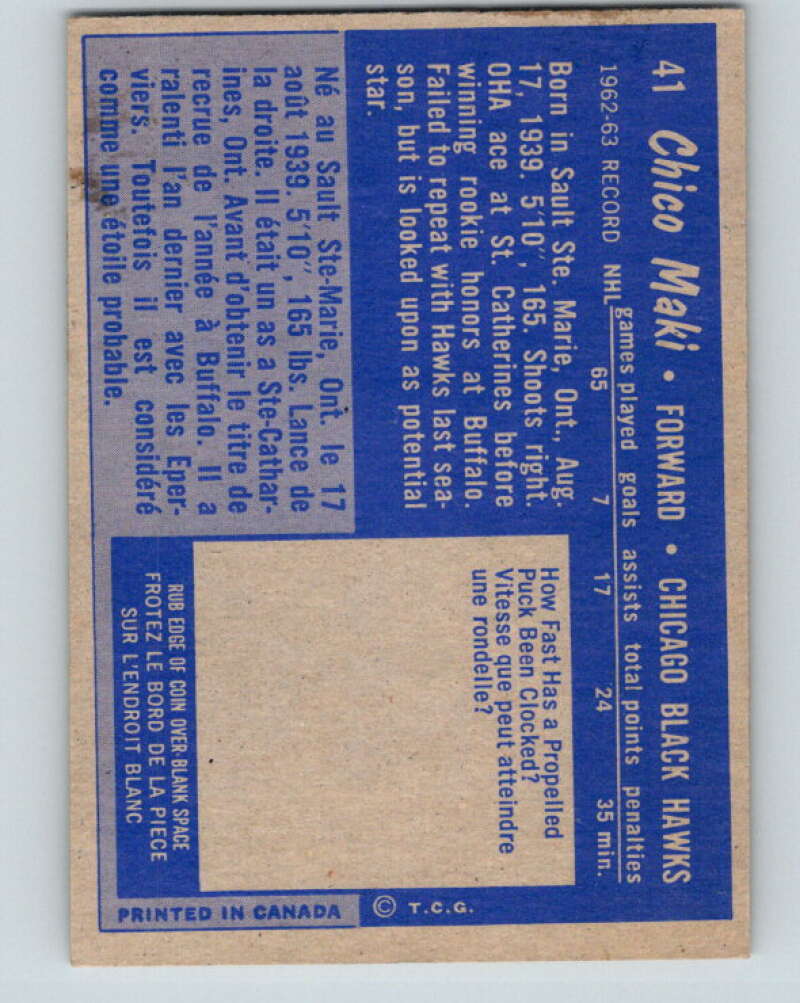 41 Chico Maki • FORWARD • CHICAGO BLACK HAWKS
games played goals assists total points penalties
1962-63 RECORD NHL 65 7 17 24 35 min.
Born in Sault Ste. Marie, Ont., Aug.
17, 1939. 5'10", 165. Shoots right.
OHA ace at St. Catherines before
winning rookie honors at Buffalo.
Failed to repeat with Hawks last sea-
son, but is looked upon as potential
star.
Né au Sault Ste-Marie, Ont. le 17
août 1939. 5'10", 165 lbs. Lance de
la droite. Il était un as a Ste-Cathar-
ines, Ont. Avant d'obtenir le titre de
recrue de l'année à Buffalo. Il a
ralenti l'an dernier avec les Eper-
viers. Toutefois il est considéré
comme une étoile probable.
How Fast Has a Propelled
Puck Been Clocked?
Vitesse que peut atteindre
une rondelle?
RUB EDGE OF COIN OVER BLANK SPACE
FROTEZ LE BORD DE LA PIECE
SUR L'ENDROIT BLANC
© T.C.G.
PRINTED IN CANADA